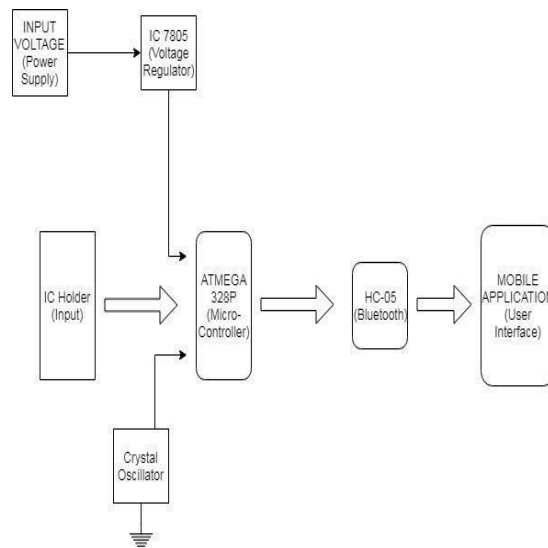 INPUT
VOLTAGE
(Power
Supply)
IC 7805
(Voltage
Regulator)
IC Holder
(Input)
ATMEGA
328P
(Micro-
Controller)
HC-05
(Bluetooth)
MOBILE
APPLICATION
(User
Interface)
Crystal
Oscillator